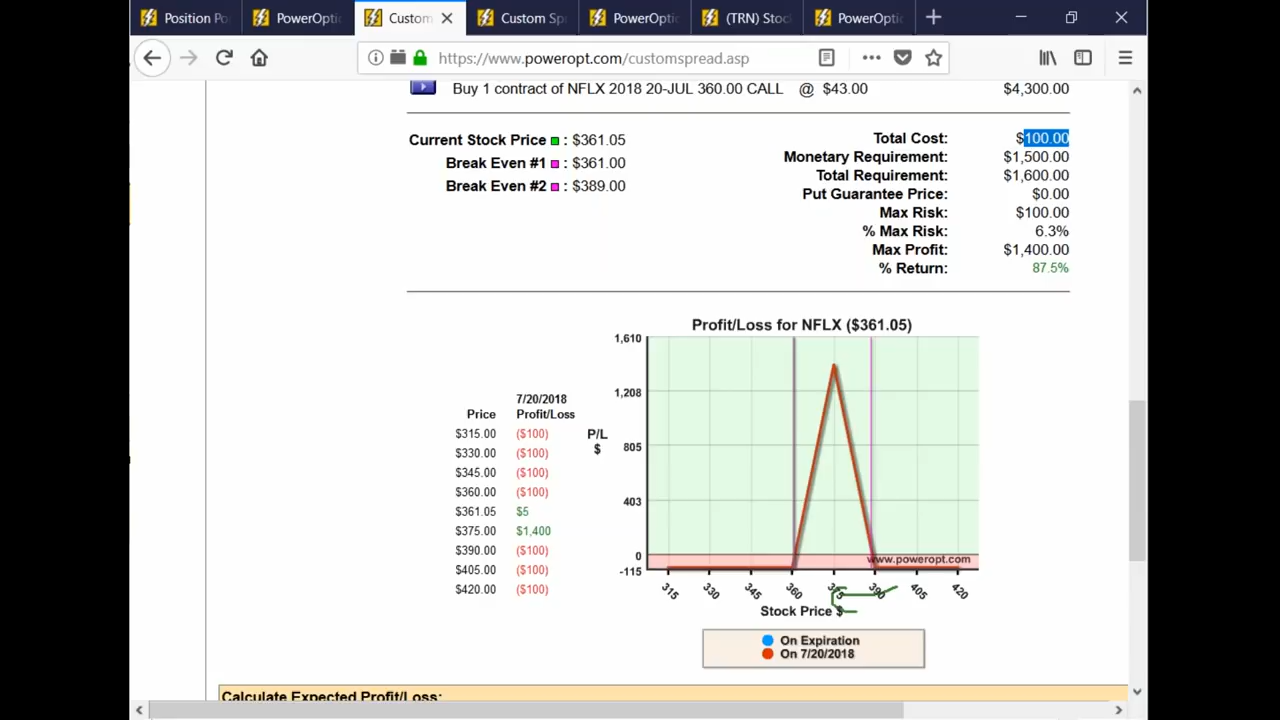 Position Po
PowerOptic
Custom
Custom Spr
PowerOptic
(TRN) Stoc
PowerOptic
https://www.poweropt.com/customspread.asp
Buy 1 contract of NFLX 2018 20-JUL 360.00 CALL @ $43.00 $4,300.00
Current Stock Price : $361.05
Break Even #1 : $361.00
Break Even #2 : $389.00
Total Cost: $100.00
Monetary Requirement: $1,500.00
Total Requirement: $1,600.00
Put Guarantee Price: $0.00
Max Risk: $100.00
% Max Risk: 6.3%
Max Profit: $1,400.00
% Return: 87.5%
7/20/2018
Price Profit/Loss
$315.00 ($100)
$330.00 ($100)
$345.00 ($100)
$360.00 ($100)
$361.05 $5
$375.00 $1,400
$390.00 ($100)
$405.00 ($100)
$420.00 ($100)
Profit/Loss for NFLX ($361.05)
P/L
$
1,610
1,208
805
403
0
-115
www.poweropt.com
315 330 345 360 375 390 405 420
Stock Price $
On Expiration
On 7/20/2018
Calculate Expected Profit/Loss: